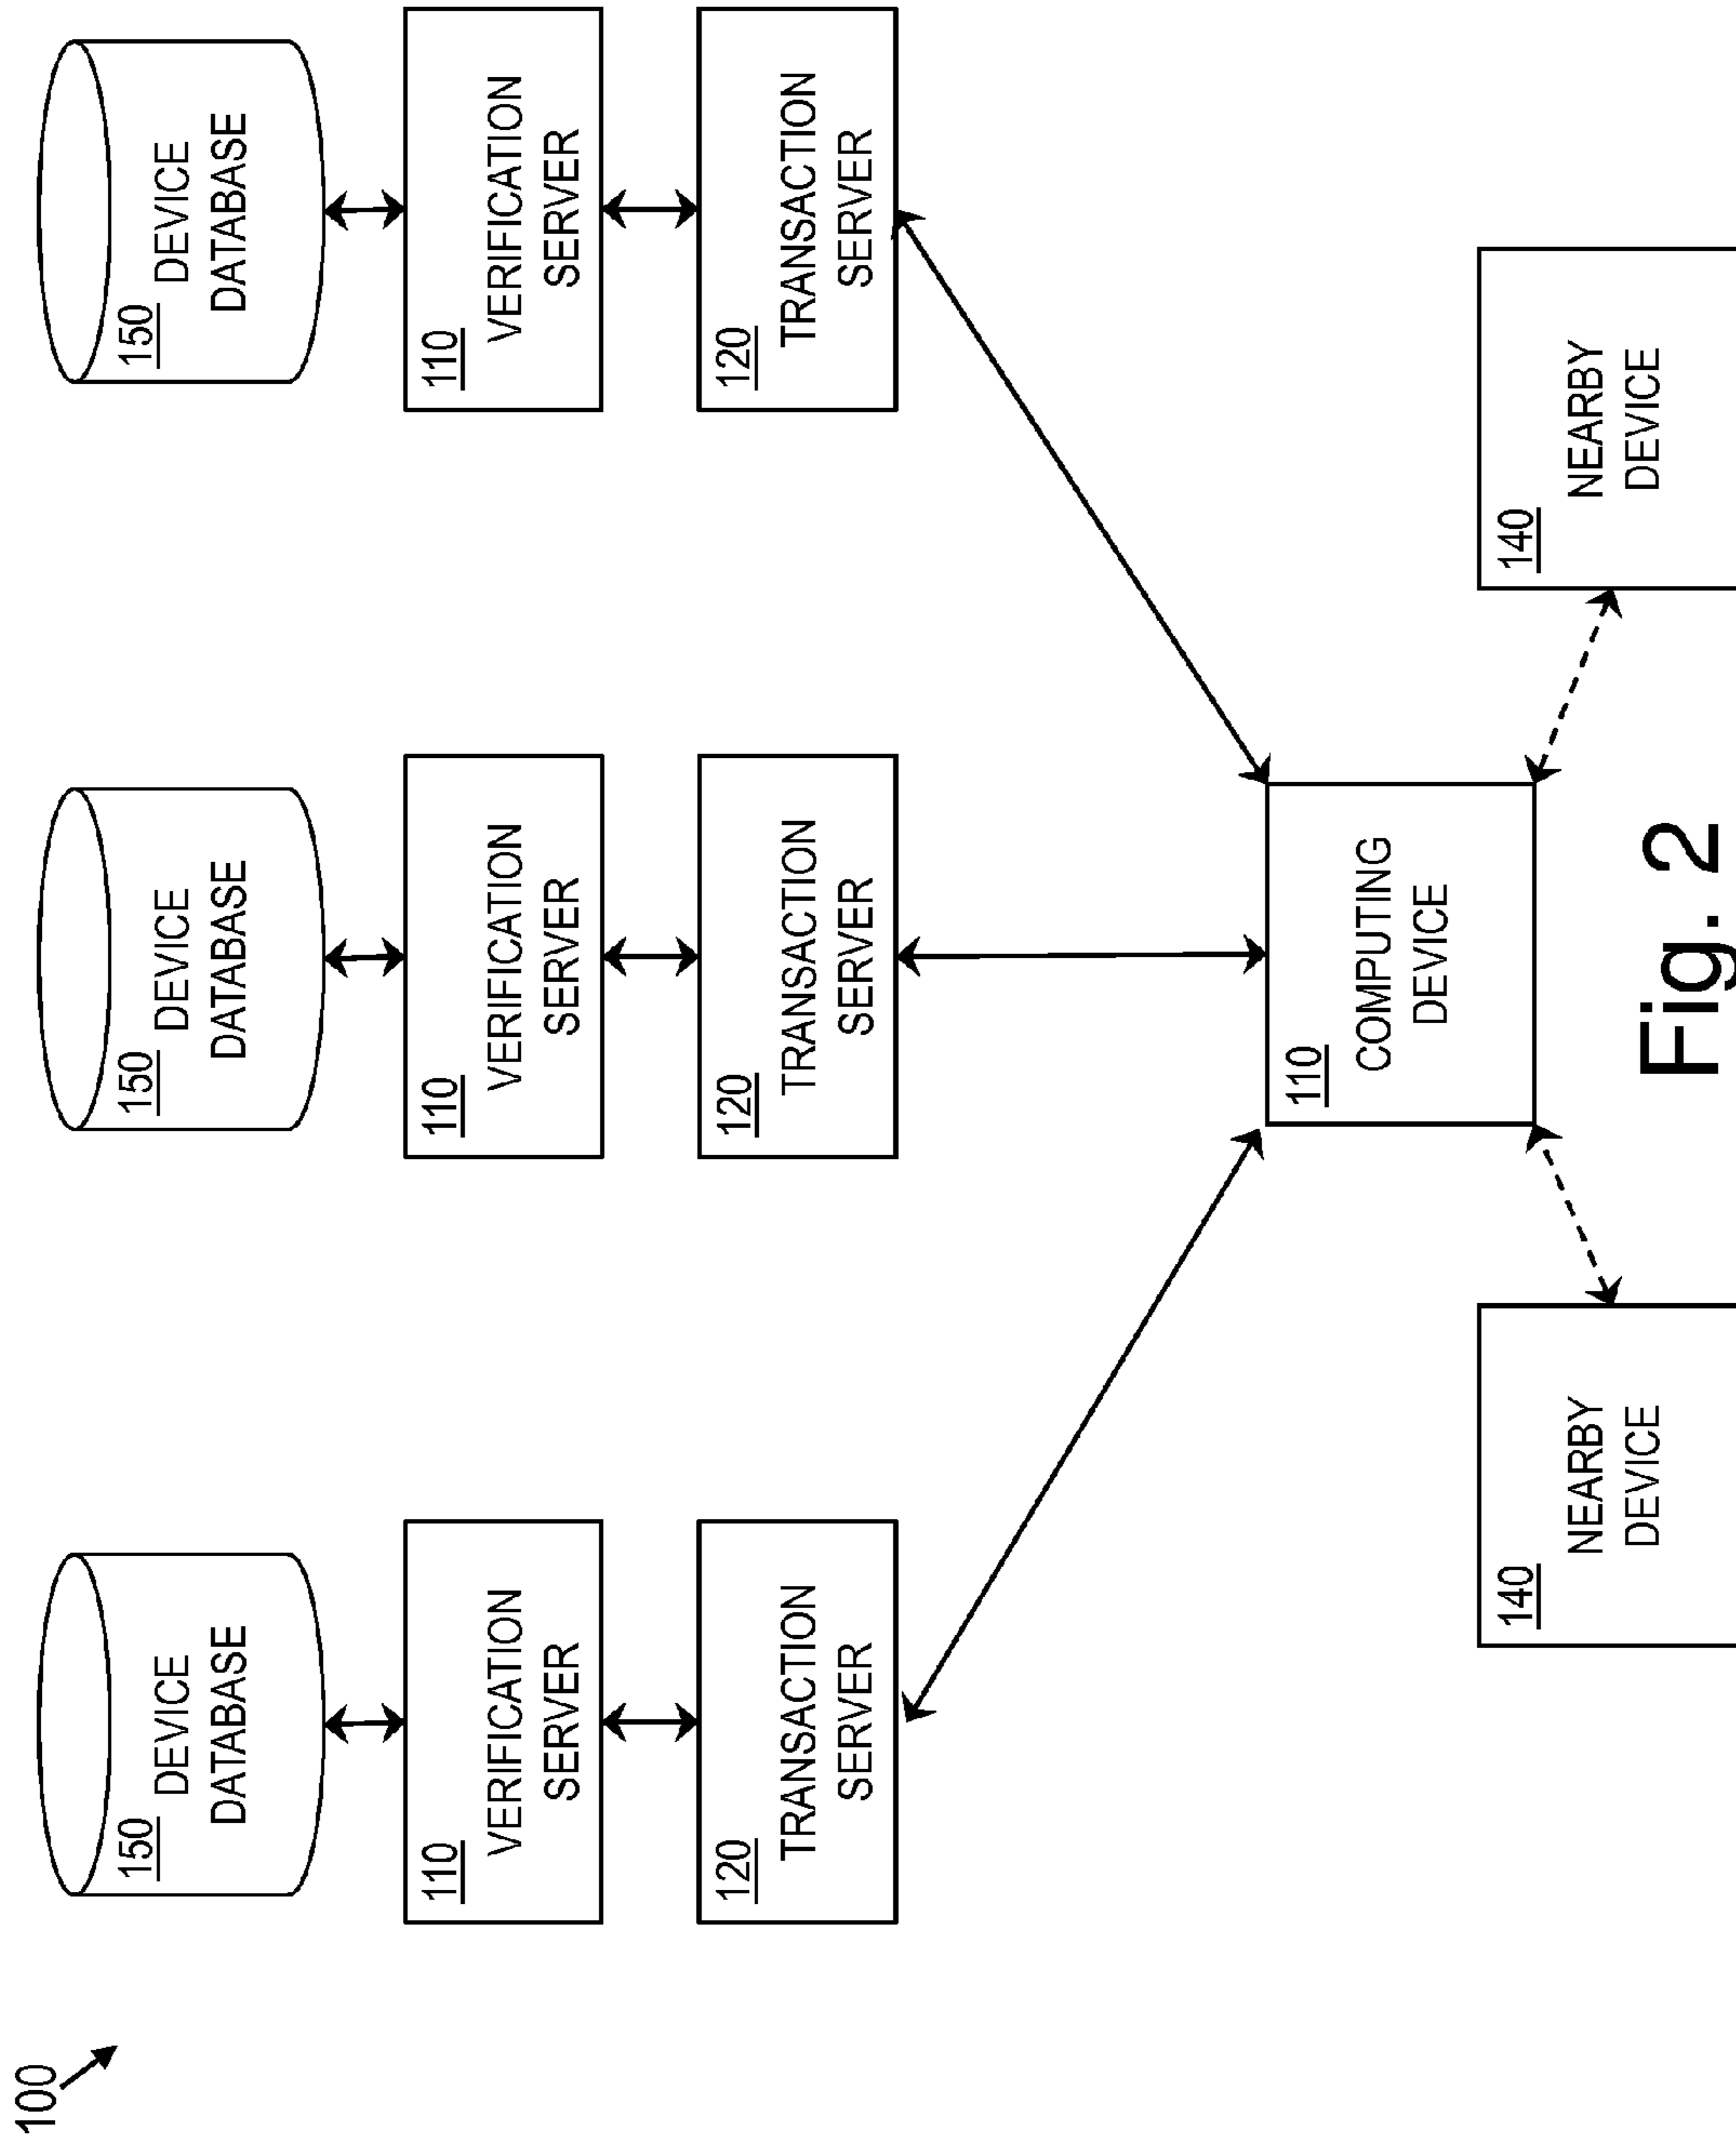 100
150
DEVICE
DATABASE
150
DEVICE
DATABASE
150
DEVICE
DATABASE
110
VERIFICATION
SERVER
110
VERIFICATION
SERVER
110
VERIFICATION
SERVER
120
TRANSACTION
SERVER
120
TRANSACTION
SERVER
120
TRANSACTION
SERVER
110
COMPUTING
DEVICE
140
NEARBY
DEVICE
140
NEARBY
DEVICE
Fig. 2